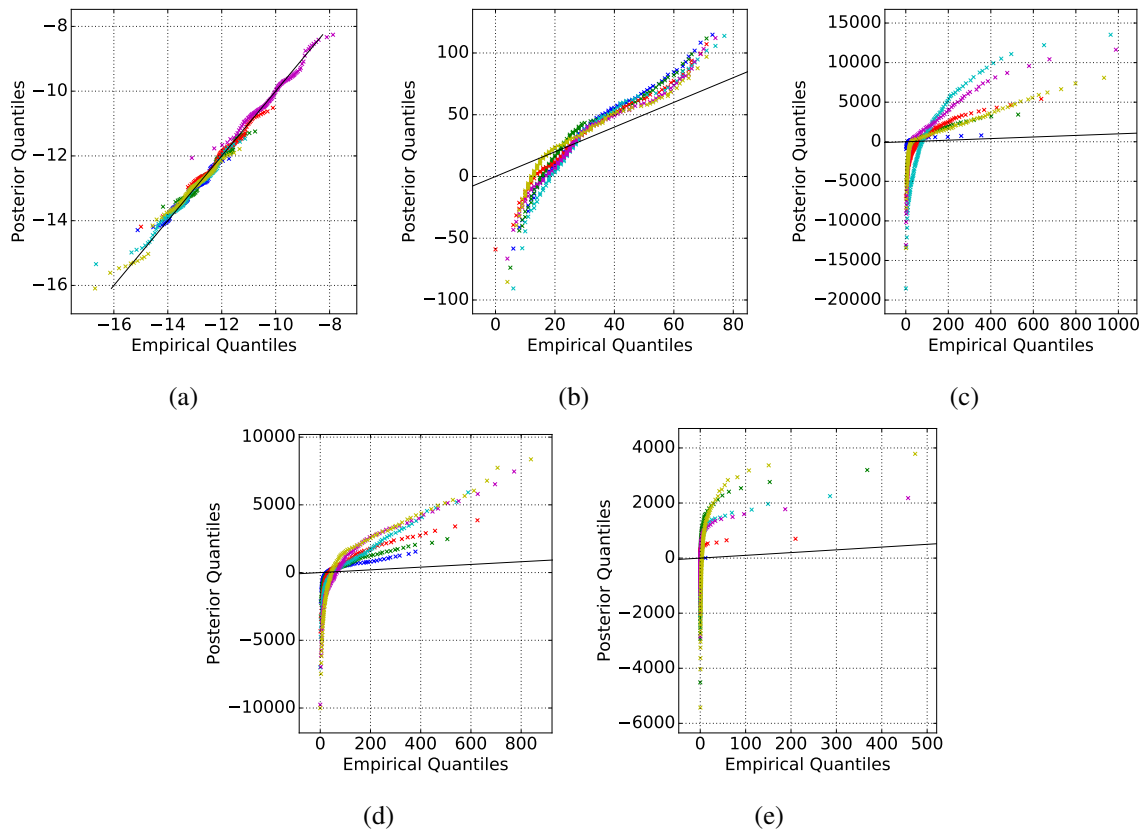 −8
−10
−12
−14
−16
−16 −14 −12 −10 −8
Posterior Quantiles
Empirical Quantiles
(a)
100
50
0
−50
−100
0 20 40 60 80
Posterior Quantiles
Empirical Quantiles
(b)
15000
10000
5000
0
−5000
−10000
−15000
−20000
0 200 400 600 800 1000
Posterior Quantiles
Empirical Quantiles
(c)
10000
5000
0
−5000
−10000
0 200 400 600 800
Posterior Quantiles
Empirical Quantiles
(d)
4000
2000
0
−2000
−4000
−6000
0 100 200 300 400 500
Posterior Quantiles
Empirical Quantiles
(e)